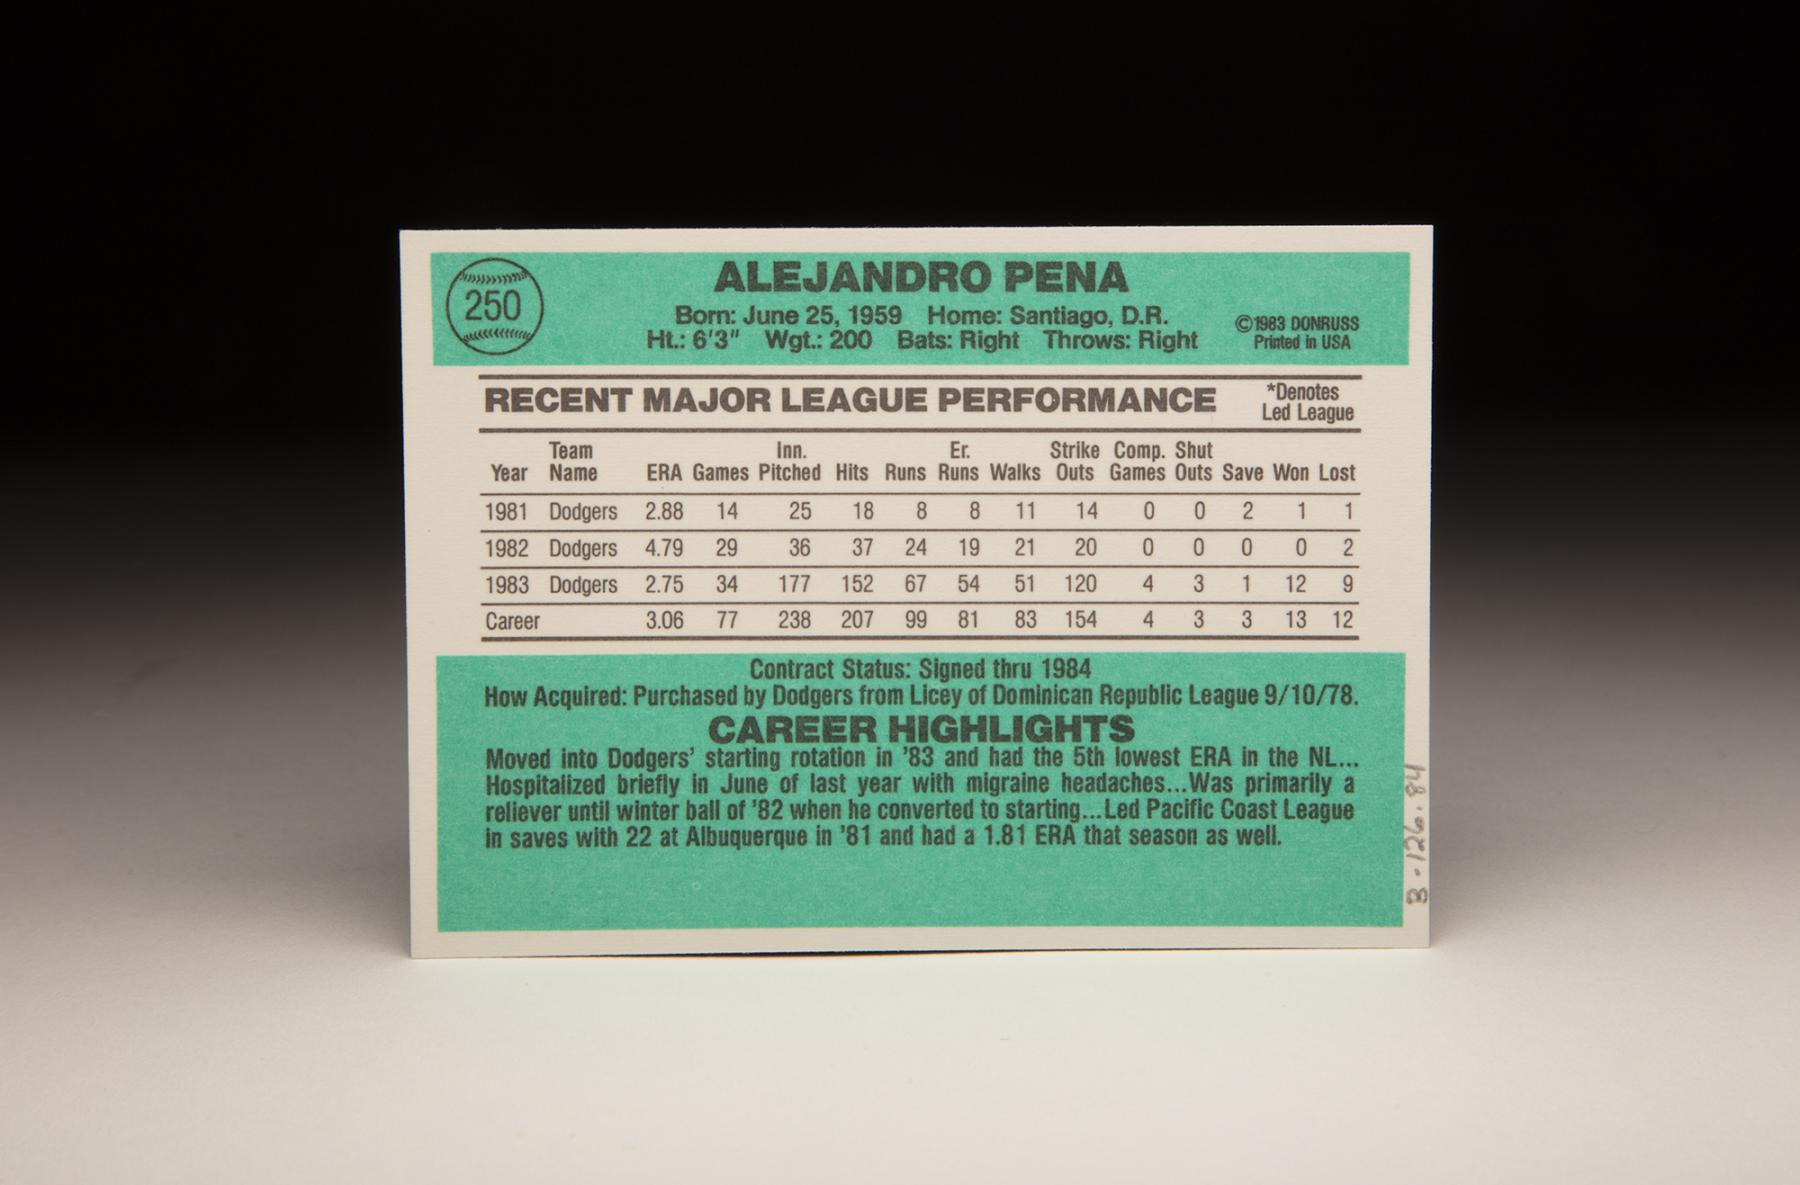 250
ALEJANDRO PENA
Born: June 25, 1959 Home: Santiago, D.R.
Ht.: 6'3" Wgt.: 200 Bats: Right Throws: Right
©1983 DONRUSS
Printed in USA
RECENT MAJOR LEAGUE PERFORMANCE
*Denotes
Led League
Year Team Name ERA Games Inn. Pitched Hits Runs Er. Runs Walks Strike Outs Comp. Games Shut Outs Save Won Lost
1981 Dodgers 2.88 14 25 18 8 8 11 14 0 0 2 1 1
1982 Dodgers 4.79 29 36 37 24 19 21 20 0 0 0 0 2
1983 Dodgers 2.75 34 177 152 67 54 51 120 4 3 1 12 9
Career 3.06 77 238 207 99 81 83 154 4 3 3 13 12
Contract Status: Signed thru 1984
How Acquired: Purchased by Dodgers from Licey of Dominican Republic League 9/10/78.
CAREER HIGHLIGHTS
Moved into Dodgers' starting rotation in '83 and had the 5th lowest ERA in the NL...
Hospitalized briefly in June of last year with migraine headaches...Was primarily a
reliever until winter ball of '82 when he converted to starting...Led Pacific Coast League
in saves with 22 at Albuquerque in '81 and had a 1.81 ERA that season as well.
B-126.84